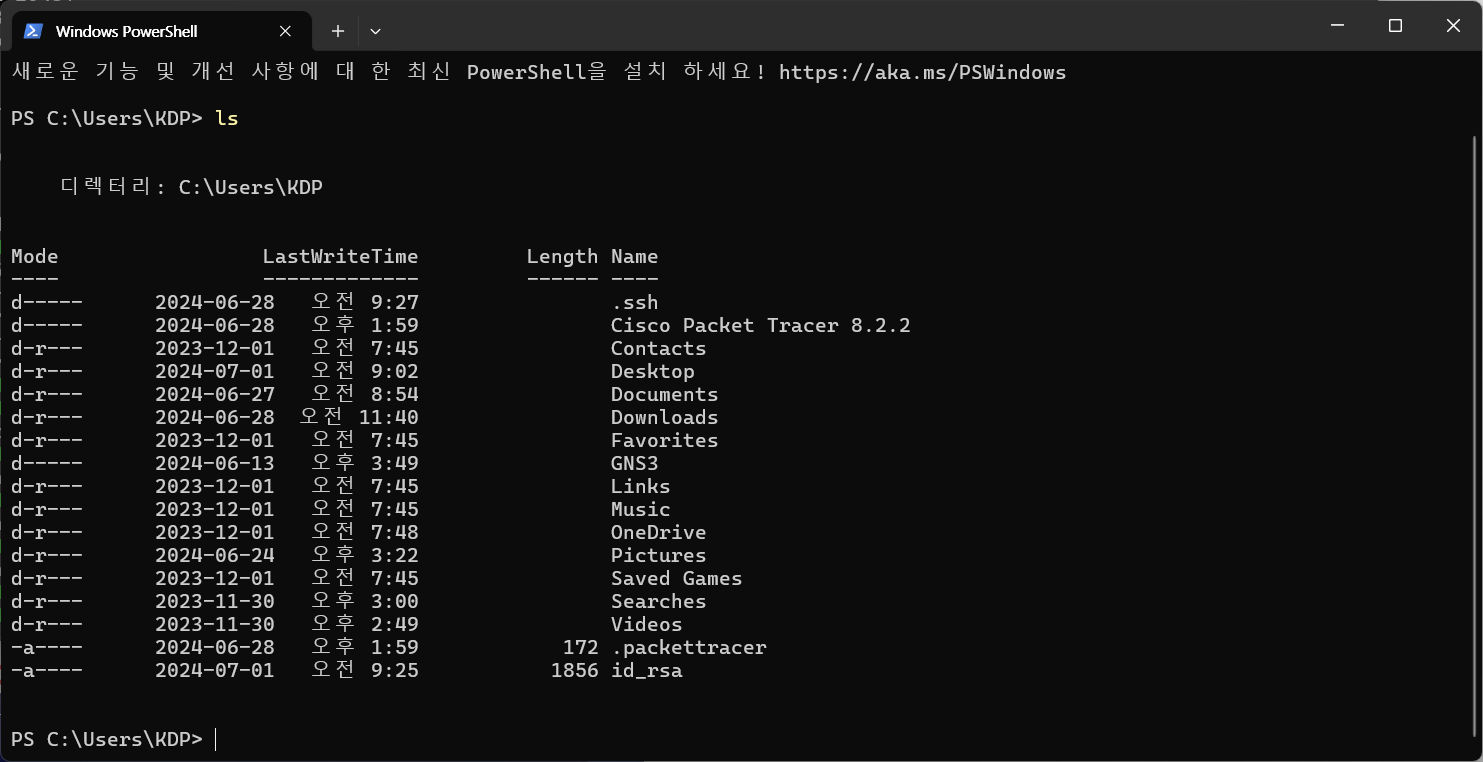 Windows PowerShell
새로운 기능 및 개선 사항에 대 한 최신 PowerShell을 설치 하세요! https://aka.ms/PSWindows
PS C:\Users\KDP> ls
디렉터리: C:\Users\KDP
Mode                 LastWriteTime         Length Name
----                 -------------         ------ ----
d-----      2024-06-28   오전 9:27                .ssh
d-----      2024-06-28   오후 1:59                Cisco Packet Tracer 8.2.2
d-r---      2023-12-01   오전 7:45                Contacts
d-r---      2024-07-01   오전 9:02                Desktop
d-r---      2024-06-27   오전 8:54                Documents
d-r---      2024-06-28  오전 11:40                Downloads
d-r---      2023-12-01   오전 7:45                Favorites
d-----      2024-06-13   오후 3:49                GNS3
d-r---      2023-12-01   오전 7:45                Links
d-r---      2023-12-01   오전 7:45                Music
d-r---      2023-12-01   오전 7:48                OneDrive
d-r---      2024-06-24   오후 3:22                Pictures
d-r---      2023-12-01   오전 7:45                Saved Games
d-r---      2023-11-30   오후 3:00                Searches
d-r---      2023-11-30   오후 2:49                Videos
-a----      2024-06-28   오후 1:59            172 .packettracer
-a----      2024-07-01   오전 9:25           1856 id_rsa
PS C:\Users\KDP>